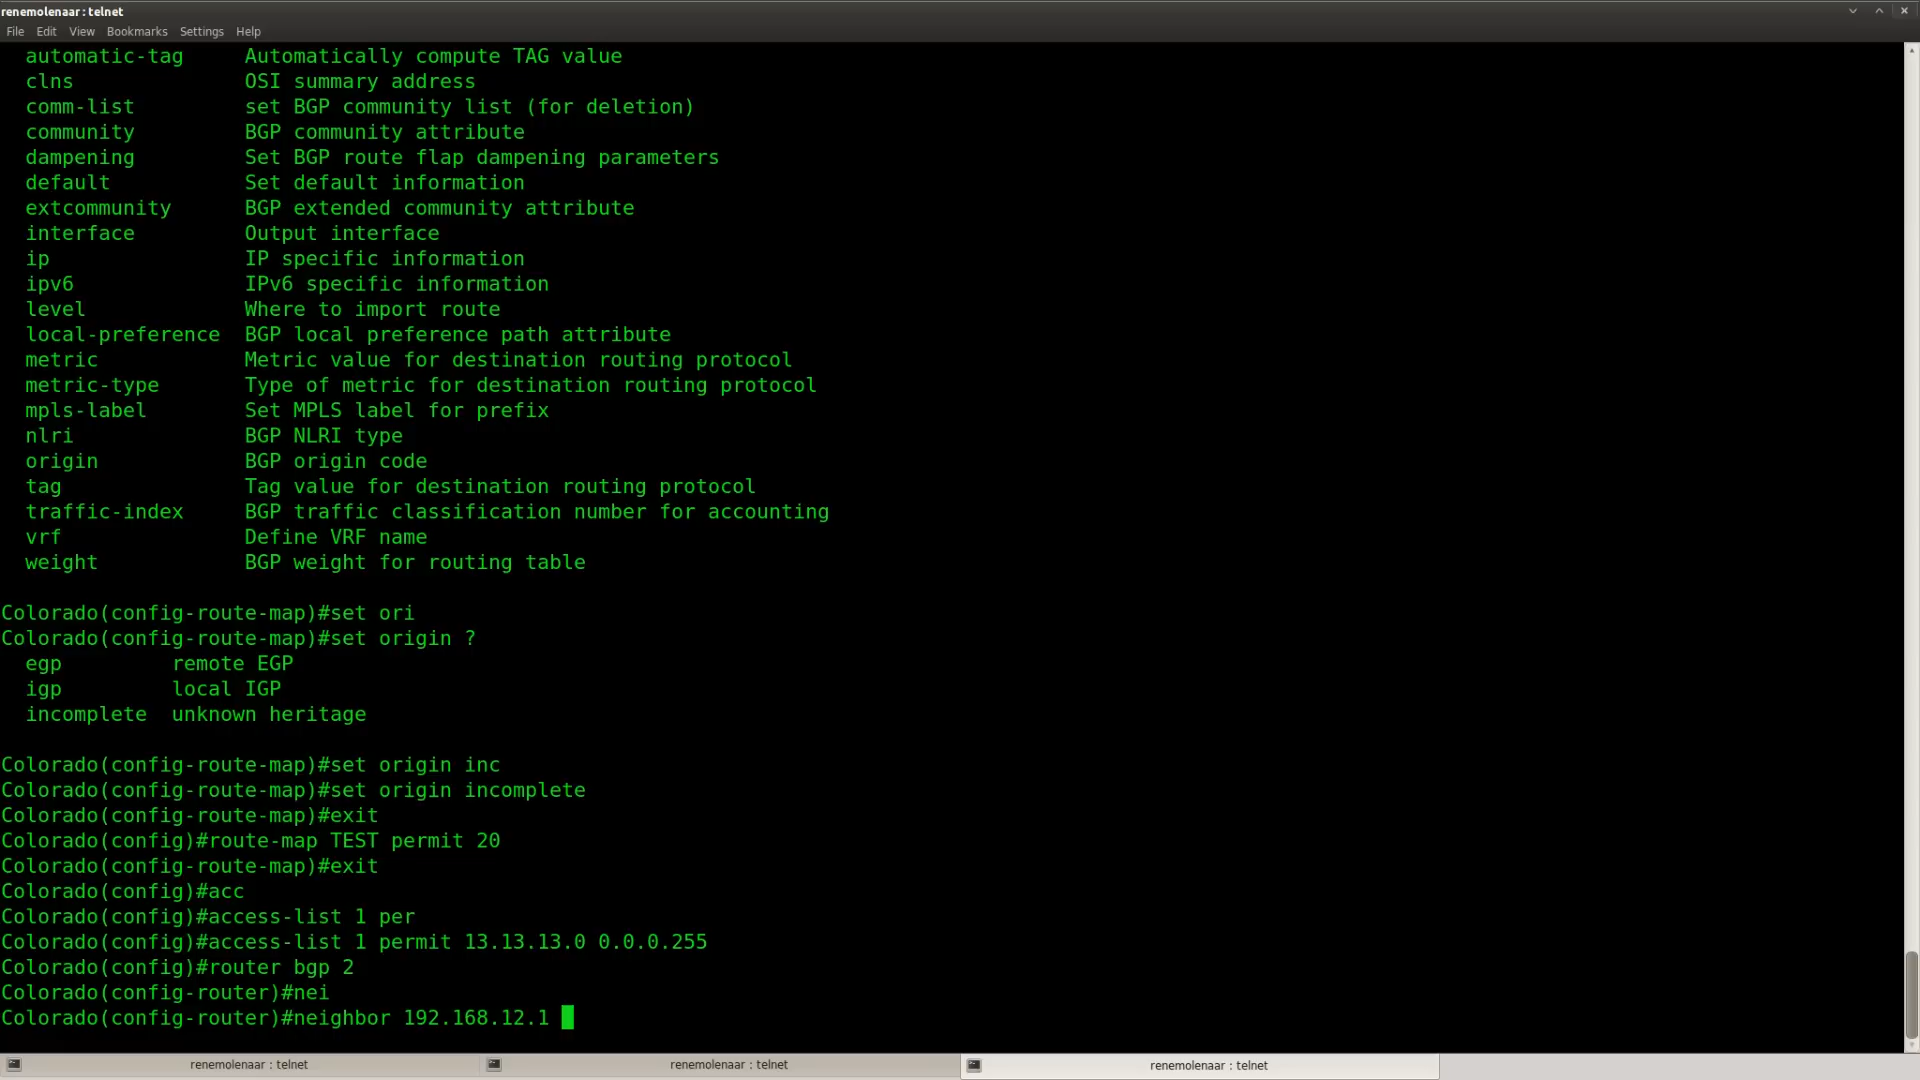 renemolenaar : telnet
File Edit View Bookmarks Settings Help
automatic-tag Automatically compute TAG value
clns OSI summary address
comm-list set BGP community list (for deletion)
community BGP community attribute
dampening Set BGP route flap dampening parameters
default Set default information
extcommunity BGP extended community attribute
interface Output interface
ip IP specific information
ipv6 IPv6 specific information
level Where to import route
local-preference BGP local preference path attribute
metric Metric value for destination routing protocol
metric-type Type of metric for destination routing protocol
mpls-label Set MPLS label for prefix
nlri BGP NLRI type
origin BGP origin code
tag Tag value for destination routing protocol
traffic-index BGP traffic classification number for accounting
vrf Define VRF name
weight BGP weight for routing table
Colorado(config-route-map)#set ori
Colorado(config-route-map)#set origin ?
egp remote EGP
igp local IGP
incomplete unknown heritage
Colorado(config-route-map)#set origin inc
Colorado(config-route-map)#set origin incomplete
Colorado(config-route-map)#exit
Colorado(config)#route-map TEST permit 20
Colorado(config-route-map)#exit
Colorado(config)#acc
Colorado(config)#access-list 1 per
Colorado(config)#access-list 1 permit 13.13.13.0 0.0.0.255
Colorado(config)#router bgp 2
Colorado(config-router)#nei
Colorado(config-router)#neighbor 192.168.12.1
renemolenaar : telnet renemolenaar : telnet renemolenaar : telnet